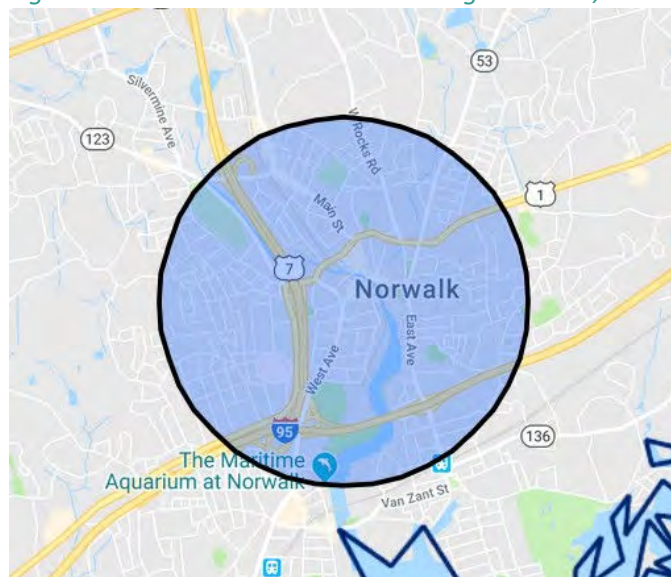 53
Silvermine Ave
123
W Rocks Rd
Main St
1
7
Norwalk
East Ave
West Ave
95
136
The Maritime
Aquarium at Norwalk
Van Zant St